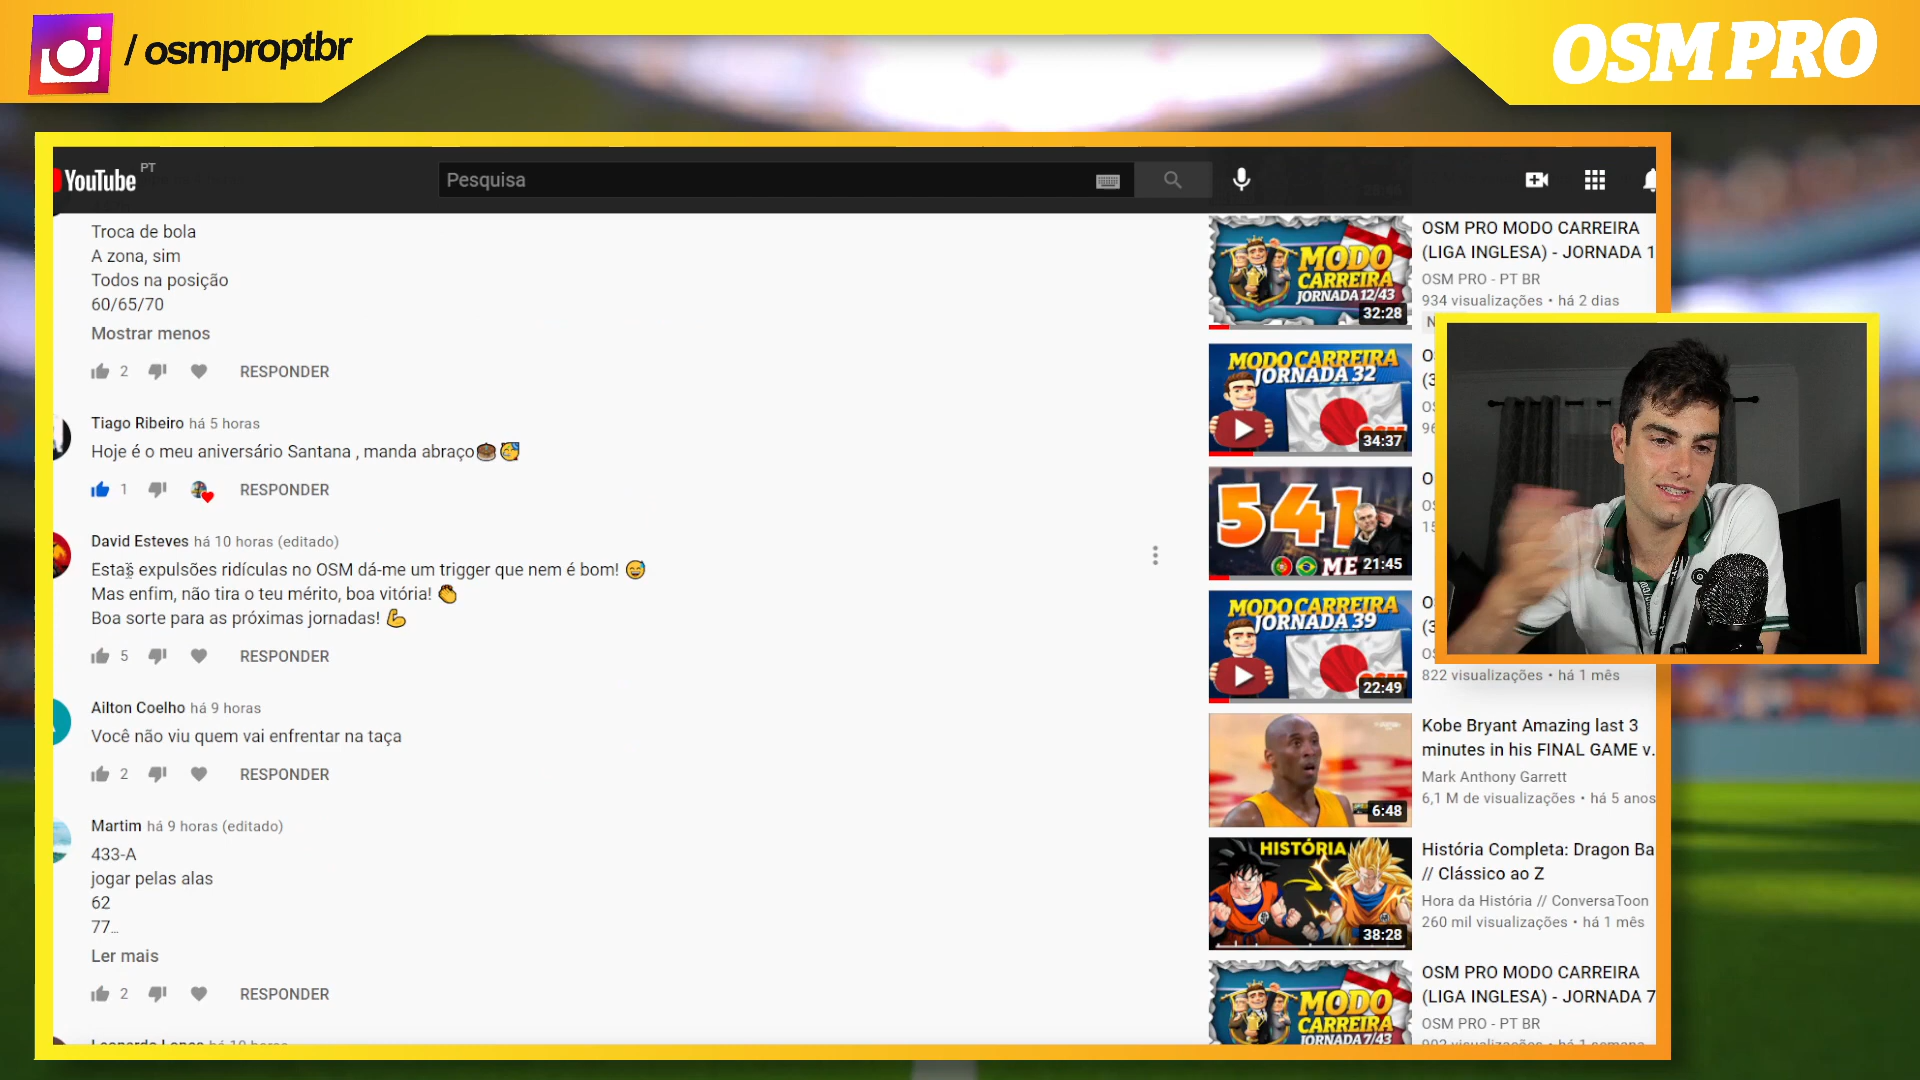 / osmproptbr
OSM PRO
YouTube PT
Pesquisa
Troca de bola
A zona, sim
Todos na posição
60/65/70
Mostrar menos
2 RESPONDER
Tiago Ribeiro há 5 horas
Hoje é o meu aniversário Santana , manda abraço
1 RESPONDER
David Esteves há 10 horas (editado)
Estas expulsões ridículas no OSM dá-me um trigger que nem é bom!
Mas enfim, não tira o teu mérito, boa vitória!
Boa sorte para as próximas jornadas!
5 RESPONDER
Ailton Coelho há 9 horas
Você não viu quem vai enfrentar na taça
2 RESPONDER
Martim há 9 horas (editado)
433-A
jogar pelas alas
62
77...
Ler mais
2 RESPONDER
MODO
CARREIRA
JORNADA 12/43
32:28
OSM PRO MODO CARREIRA
(LIGA INGLESA) - JORNADA 1
OSM PRO - PT BR
934 visualizações • há 2 dias
N
MODO CARREIRA
JORNADA 32
34:37
541
ME
21:45
MODO CARREIRA
JORNADA 39
22:49
822 visualizações • há 1 mês
6:48
Kobe Bryant Amazing last 3
minutes in his FINAL GAME v.
Mark Anthony Garrett
6,1 M de visualizações • há 5 anos
HISTÓRIA
38:28
História Completa: Dragon Ba
// Clássico ao Z
Hora da História // ConversaToon
260 mil visualizações • há 1 mês
MODO
CARREIRA
JORNADA 7/43
OSM PRO MODO CARREIRA
(LIGA INGLESA) - JORNADA 7
OSM PRO - PT BR